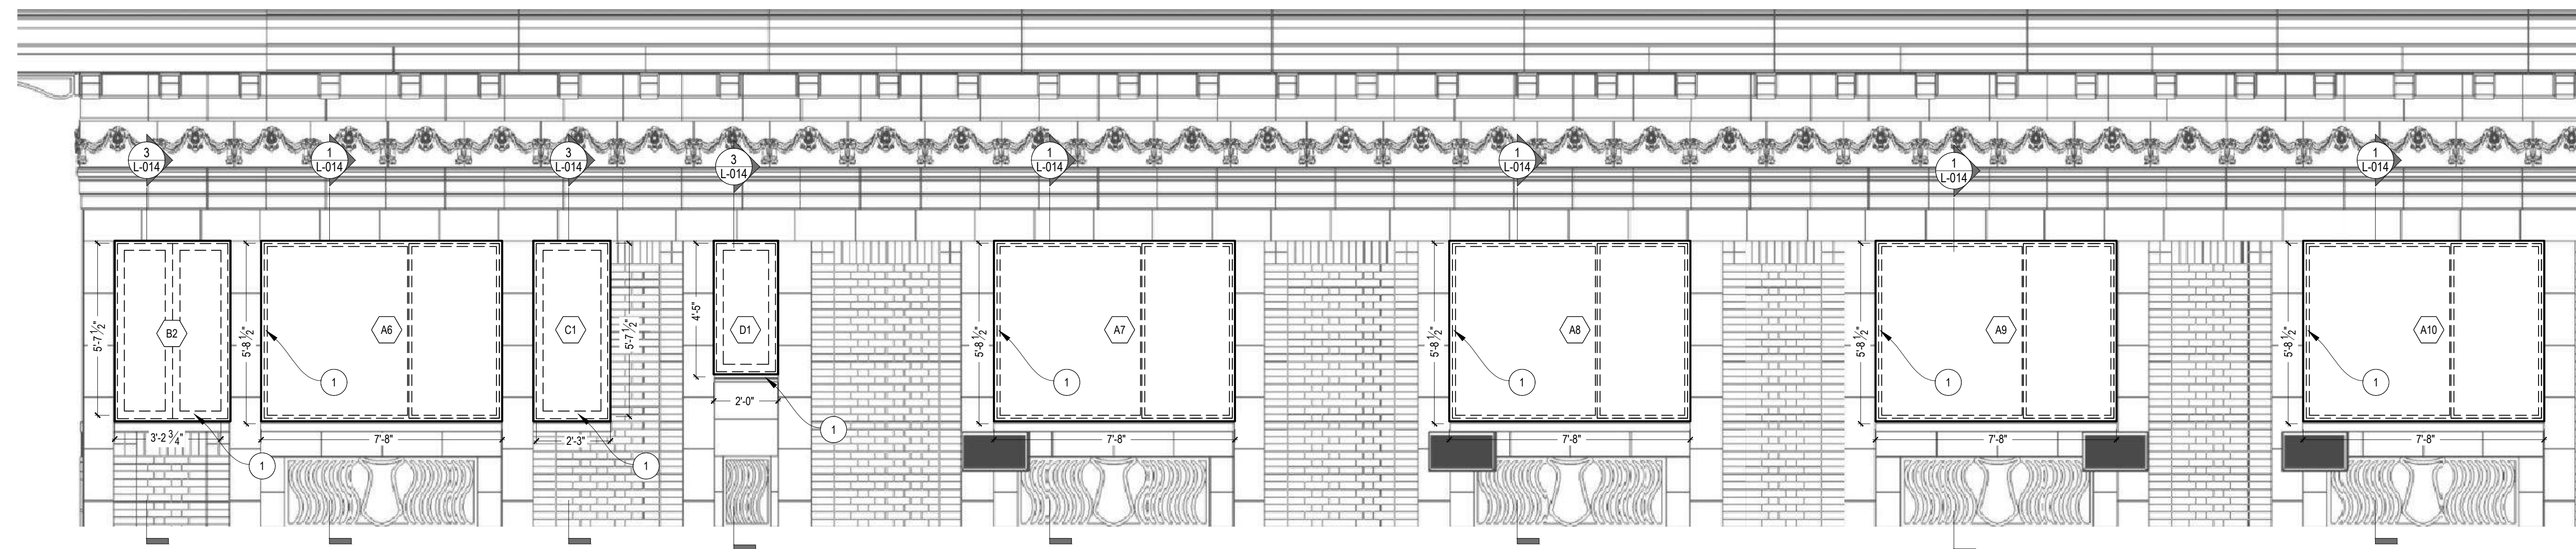 3
L-014
1
L-014
3
L-014
3
L-014
1
L-014
1
L-014
1
L-014
1
L-014
5'-7 1/2"
B2
5'-8 1/2"
A6
C1
5'-7 1/2"
4'-5"
D1
5'-8 1/2"
A7
5'-8 1/2"
A8
5'-8 1/2"
A9
5'-8 1/2"
A10
1
1
1
1
1
2'-0"
1
3'-2 3/4"
7'-8"
2'-3"
7'-8"
7'-8"
7'-8"
7'-8"
1
1